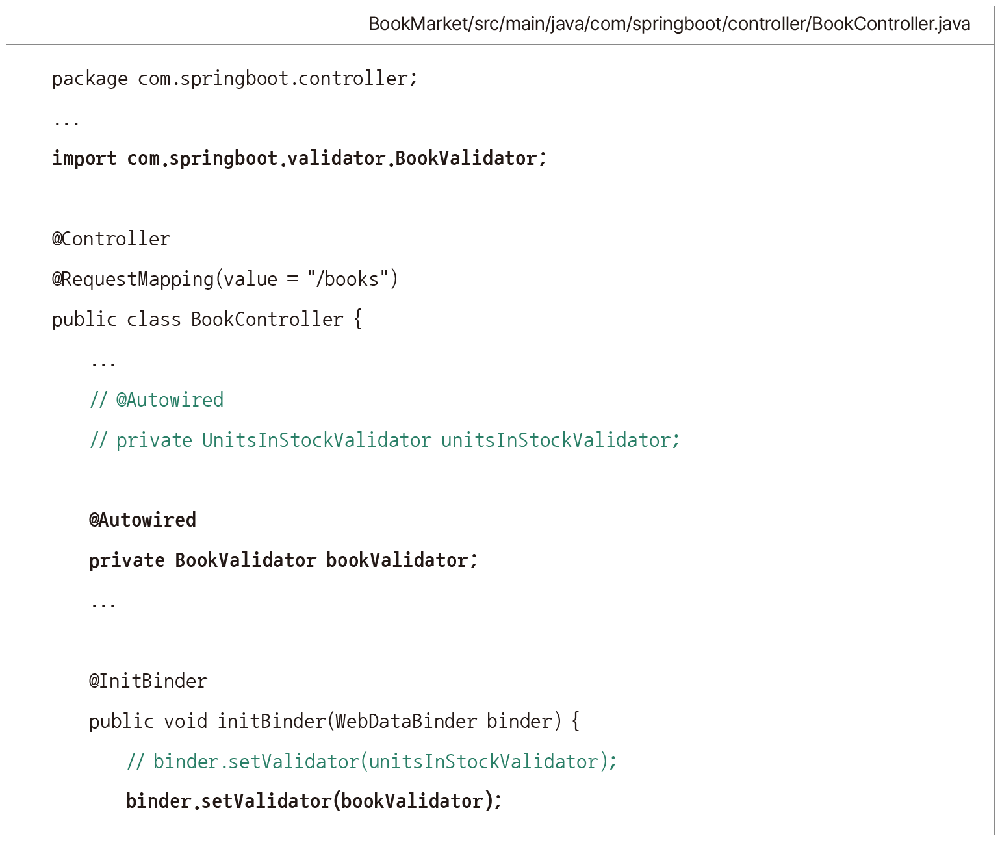 BookMarket/src/main/java/com/springboot/controller/BookController.java
package com.springboot.controller;
...
import com.springboot.validator.BookValidator;
@Controller
@RequestMapping(value = "/books")
public class BookController {
...
// @Autowired
// private UnitsInStockValidator unitsInStockValidator;
@Autowired
private BookValidator bookValidator;
...
@InitBinder
public void initBinder(WebDataBinder binder) {
// binder.setValidator(unitsInStockValidator);
binder.setValidator(bookValidator);